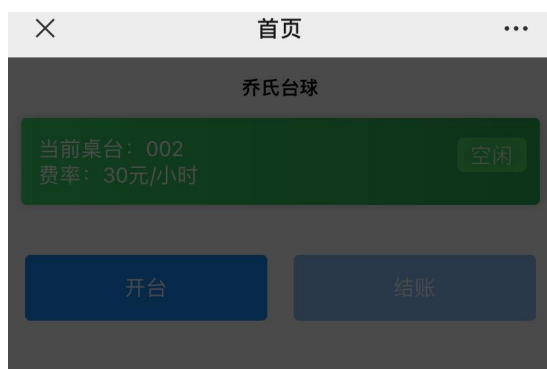 首页
乔氏台球
当前桌台：002
空闲
费率：30元/小时
开台
结账